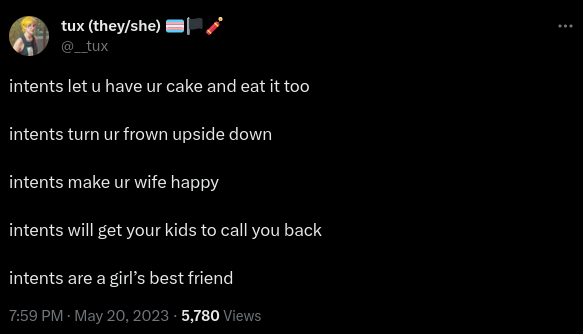 tux (they/she) 🏳️‍⚧️🏴🧨
@__tux
intents let u have ur cake and eat it too
intents turn ur frown upside down
intents make ur wife happy
intents will get your kids to call you back
intents are a girl’s best friend
7:59 PM · May 20, 2023 · 5,780 Views